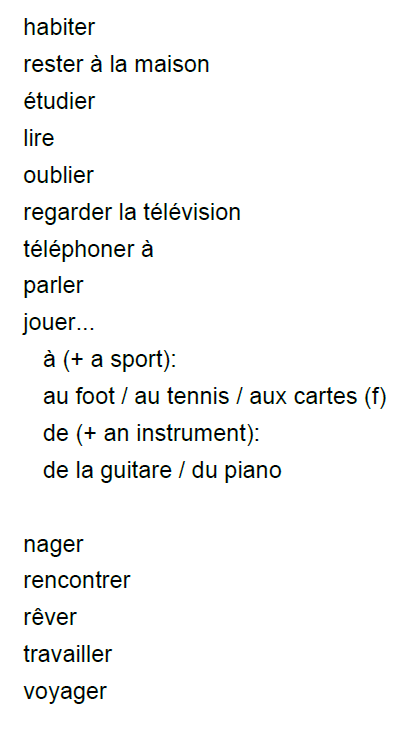 habiter
rester à la maison
étudier
lire
oublier
regarder la télévision
téléphoner à
parler
jouer...
à (+ a sport):
au foot / au tennis / aux cartes (f)
de (+ an instrument):
de la guitare / du piano
nager
rencontrer
rêver
travailler
voyager